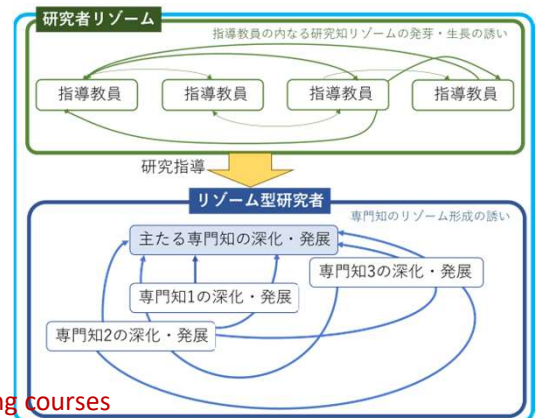 研究者リゾーム
指導教員の内なる研究知リゾームの発芽・生長の誘い
指導教員
指導教員
指導教員
指導教員
研究指導
リゾーム型研究者
専門知のリゾーム形成の誘い
主たる専門知の深化・発展
専門知3の深化・発展
専門知1の深化・発展
専門知2の深化・発展
ng courses